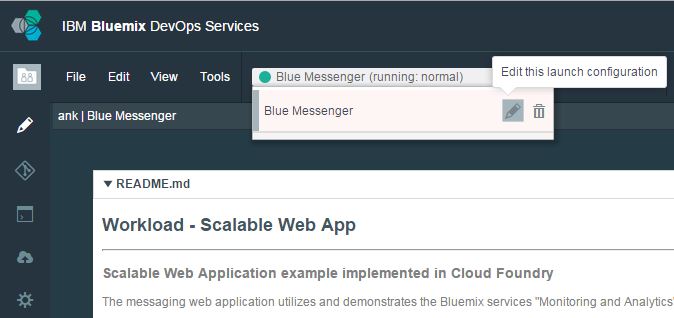 IBM Bluemix DevOps Services
File Edit View Tools Blue Messenger (running: normal) Edit this launch configuration
Blue Messenger
ank | Blue Messenger
README.md
Workload - Scalable Web App
Scalable Web Application example implemented in Cloud Foundry
The messaging web application utilizes and demonstrates the Bluemix services "Monitoring and Analytics"